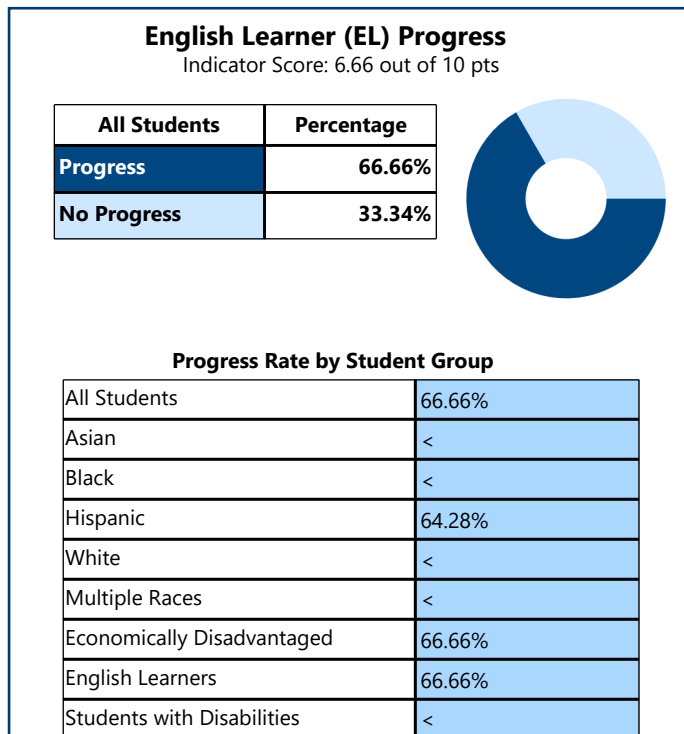 English Learner (EL) Progress
Indicator Score: 6.66 out of 10 pts
All Students Percentage
Progress 66.66%
No Progress 33.34%
Progress Rate by Student Group
All Students 66.66%
Asian <
Black <
Hispanic 64.28%
White <
Multiple Races <
Economically Disadvantaged 66.66%
English Learners 66.66%
Students with Disabilities <